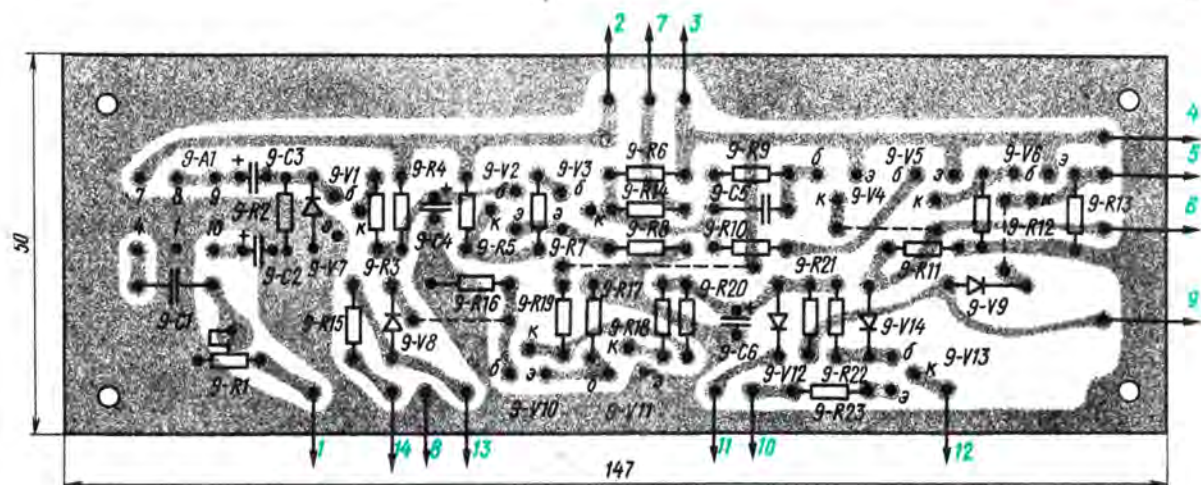 2 7 3
4
9-A1 + 9-C3 9-V1 9-R4 9-V2 9-V3 9-R6 9-R9 б 9-V5 9-V6 э
5
7 8 9 б + б б э 9-V4 б э б
9-R2 к к э к 9-R14 9-C5 к к к 9-R13
6
4 1 10 + э 9-C4 9-R5 э 9-R7 9-R8 9-R10 9-R12
9-C2 9-V7 9-R3 9-R21 9-R11
9-C1 9-R16 9-R19 9-R17 9-R20 9-V9
9
9-R15 9-V8 к 9-R18 к + 9-C6 9-V14 б 9-V13
9-R1 б э б э 9-V12 9-R22 э к
9-V10 9-V11 9-R23
1 14 8 13 11 10 12
50
147